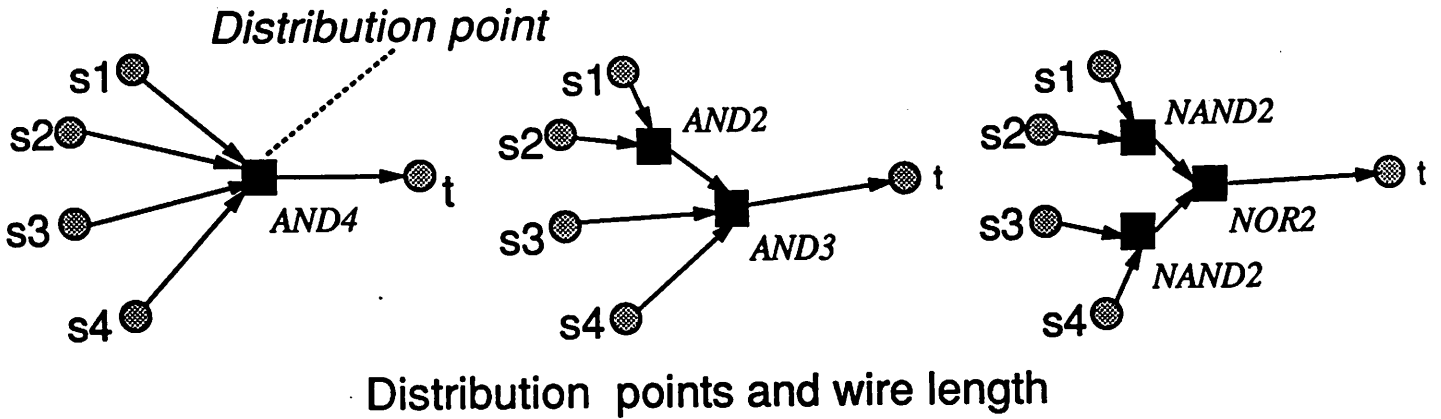 Distribution point
s1
s2
s3
s4
AND4
t
s1
s2
s3
s4
AND2
AND3
t
s1
s2
s3
s4
NAND2
NOR2
NAND2
t
Distribution points and wire length